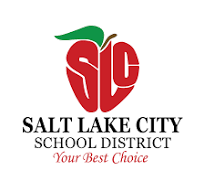 SLC
SALT LAKE CITY
SCHOOL DISTRICT
Your Best Choice